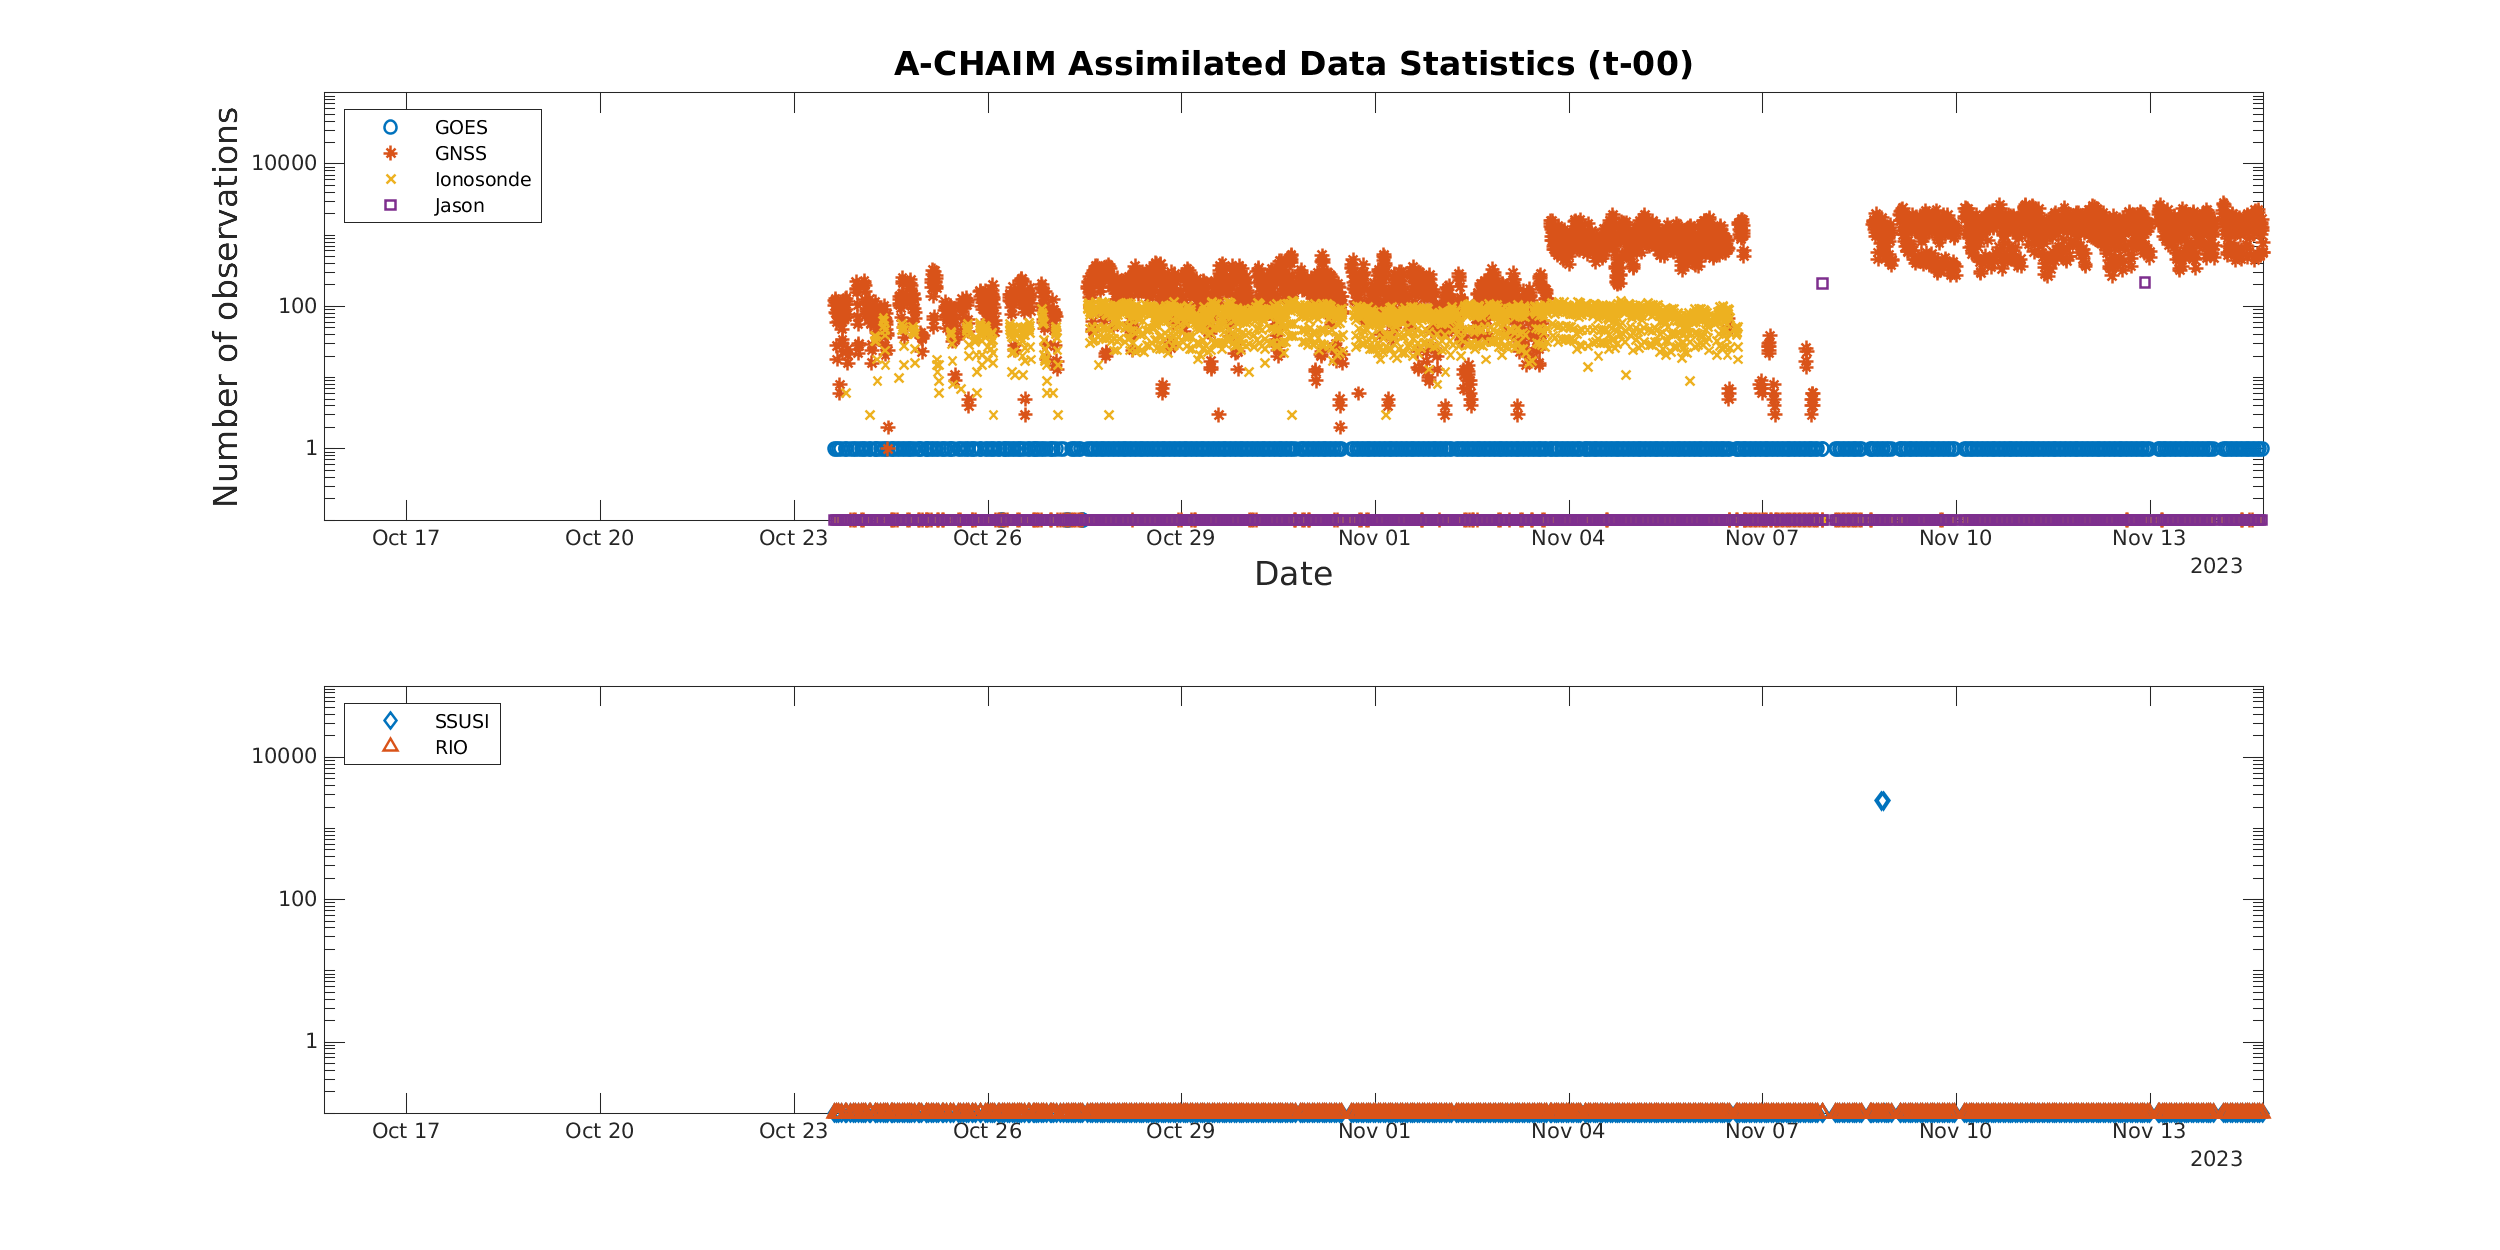 A-CHAIM Assimilated Data Statistics (t-00)
Number of observations
10000
100
1
GOES
GNSS
Ionosonde
Jason
Oct 17 Oct 20 Oct 23 Oct 26 Oct 29 Nov 01 Nov 04 Nov 07 Nov 10 Nov 13
2023
Date
10000
100
1
SSUSI
RIO
Oct 17 Oct 20 Oct 23 Oct 26 Oct 29 Nov 01 Nov 04 Nov 07 Nov 10 Nov 13
2023